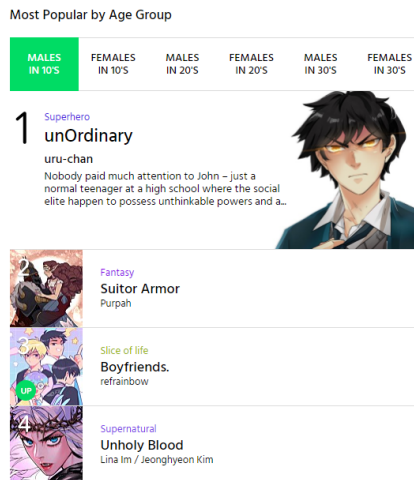 Most Popular by Age Group
MALES IN 10'S
FEMALES IN 10'S
MALES IN 20'S
FEMALES IN 20'S
MALES IN 30'S
FEMALES IN 30'S
1
Superhero
unOrdinary
uru-chan
Nobody paid much attention to John – just a
normal teenager at a high school where the social
elite happen to possess unthinkable powers and a...
2
Fantasy
Suitor Armor
Purpah
3
Slice of life
Boyfriends.
refrainbow
UP
4
Supernatural
Unholy Blood
Lina Im / Jeonghyeon Kim